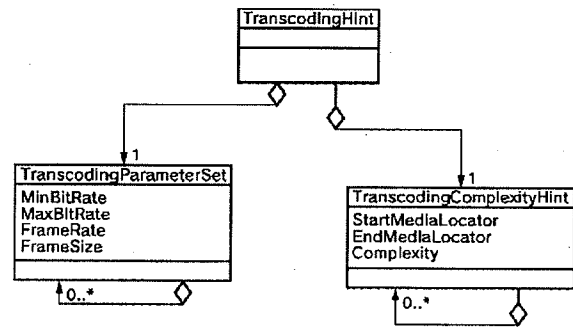 TranscodingHint
1
TranscodingParameterSet
MinBitRate
MaxBitRate
FrameRate
FrameSize
0..*
1
TranscodingComplexityHint
StartMediaLocator
EndMediaLocator
Complexity
0..*